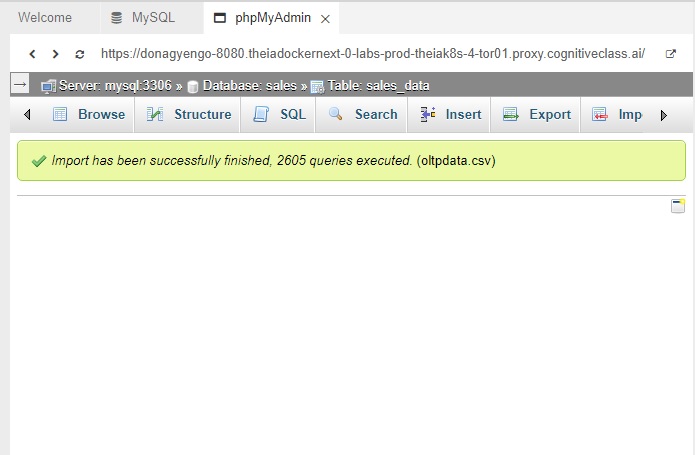 Welcome MySQL phpMyAdmin
https://donagyengo-8080.theiadockernext-0-labs-prod-theiak8s-4-tor01.proxy.cognitiveclass.ai/
Server: mysql:3306 » Database: sales » Table: sales_data
Browse Structure SQL Search Insert Export Imp
Import has been successfully finished, 2605 queries executed. (oltpdata.csv)